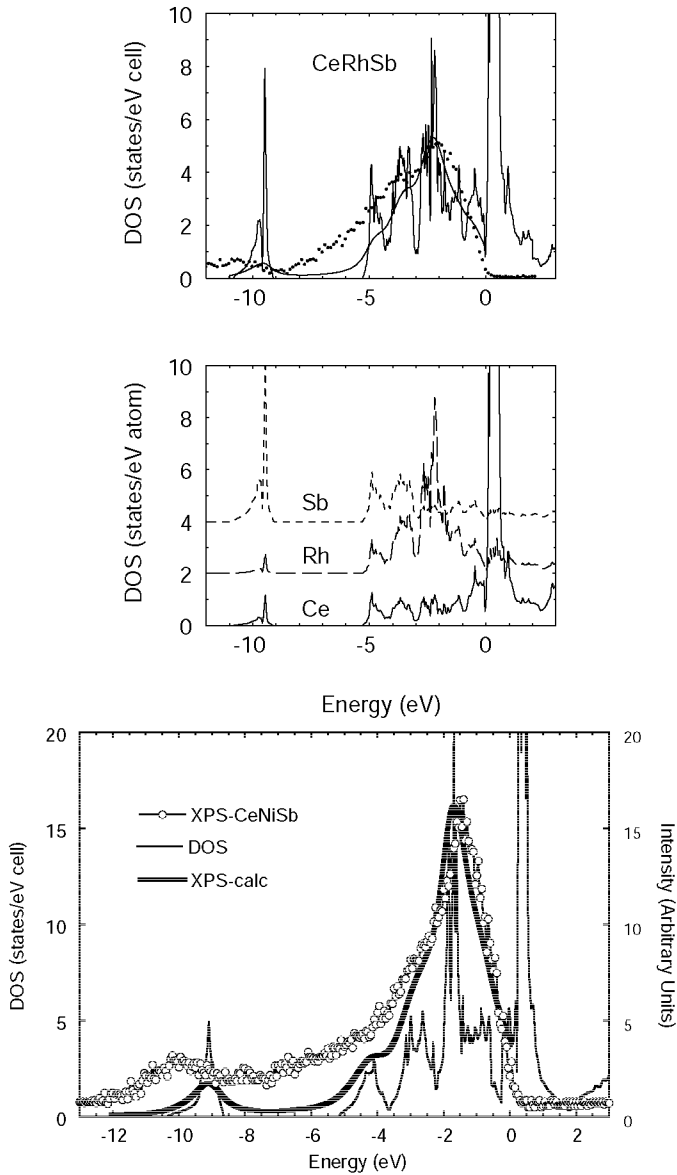 CeRhSb
DOS (states/eV cell)
10
8
6
4
2
0
-10
-5
0
DOS (states/eV atom)
10
8
6
4
2
0
Sb
Rh
Ce
-10
-5
0
Energy (eV)
DOS (states/eV cell)
20
15
10
5
0
XPS-CeNiSb
DOS
XPS-calc
20
15
10
5
0
Intensity (Arbitrary Units)
-12
-10
-8
-6
-4
-2
0
2
Energy (eV)